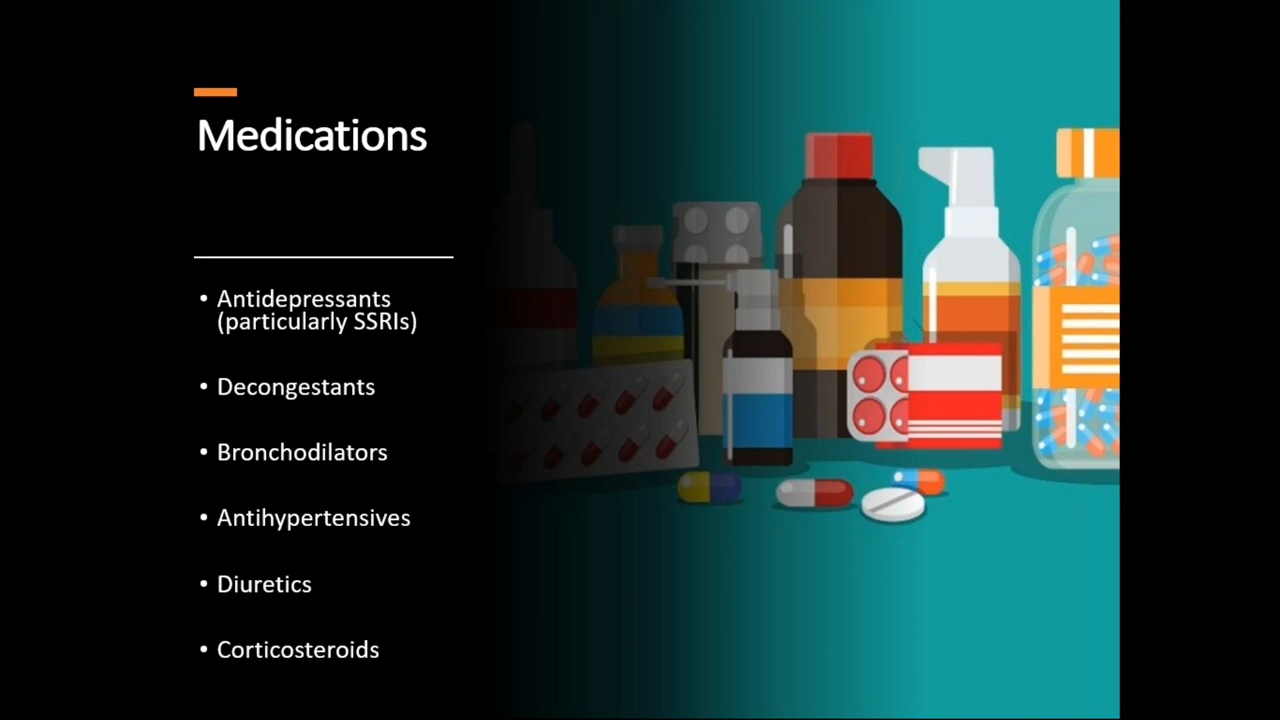 Medications
• Antidepressants
(particularly SSRIs)
• Decongestants
• Bronchodilators
• Antihypertensives
• Diuretics
• Corticosteroids